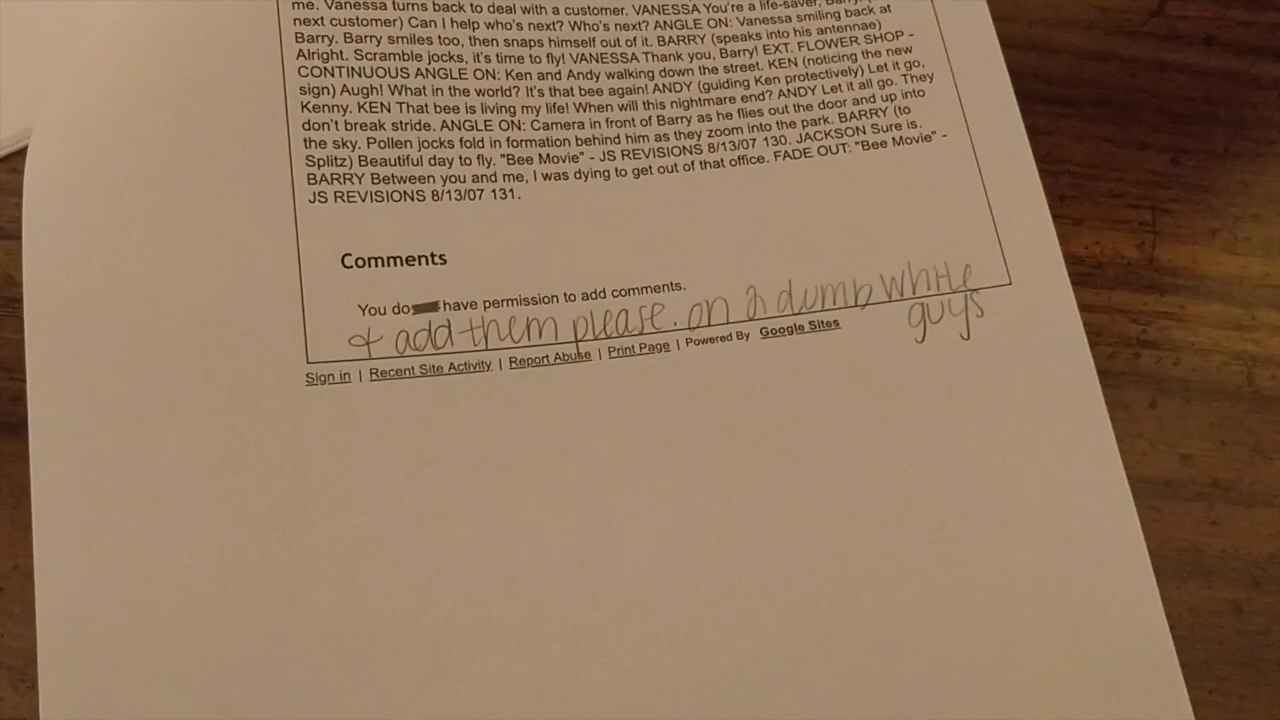 me. Vanessa turns back to deal with a customer. VANESSA You're a life-saver, Barry! (
next customer) Can I help who's next? Who's next? ANGLE ON: Vanessa smiling back at
Barry. Barry smiles too, then snaps himself out of it. BARRY (speaks into his antennae)
Alright. Scramble jocks, it's time to fly! VANESSA Thank you, Barry! EXT. FLOWER SHOP -
CONTINUOUS ANGLE ON: Ken and Andy walking down the street. KEN (noticing the new
sign) Augh! What in the world? It's that bee again! ANDY (guiding Ken protectively) Let it go,
Kenny. KEN That bee is living my life! When will this nightmare end? ANDY Let it all go. They
don't break stride. ANGLE ON: Camera in front of Barry as he flies out the door and up into
the sky. Pollen jocks fold in formation behind him as they zoom into the park. BARRY (to
Splitz) Beautiful day to fly. "Bee Movie" - JS REVISIONS 8/13/07 130. JACKSON Sure is.
BARRY Between you and me, I was dying to get out of that office. FADE OUT: "Bee Movie" -
JS REVISIONS 8/13/07 131.
Comments
You do have permission to add comments.
& add them please. on 2 dumb white
guys
Sign in | Recent Site Activity | Report Abuse | Print Page | Powered By Google Sites